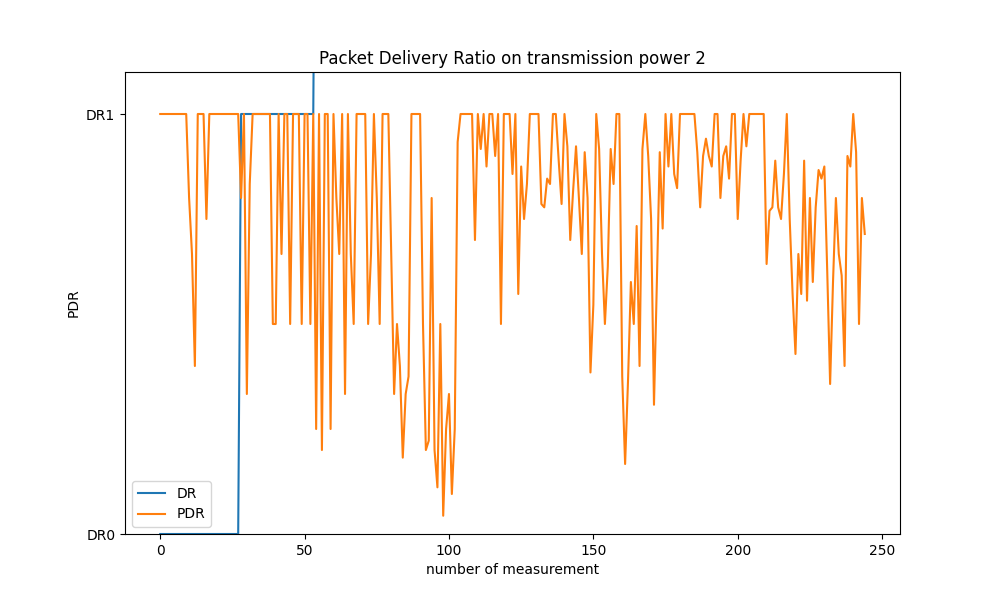 Packet Delivery Ratio on transmission power 2
DR1
PDR
DR
PDR
DR0
0 50 100 150 200 250
number of measurement